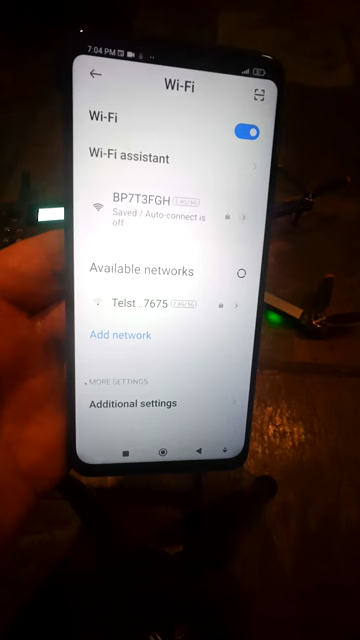 7:04 PM
Wi-Fi
Wi-Fi
Wi-Fi assistant
BP7T3FGH 2.4G/5G
Saved / Auto-connect is
off
Available networks
Telst...7675 2.4G/5G
Add network
MORE SETTINGS
Additional settings